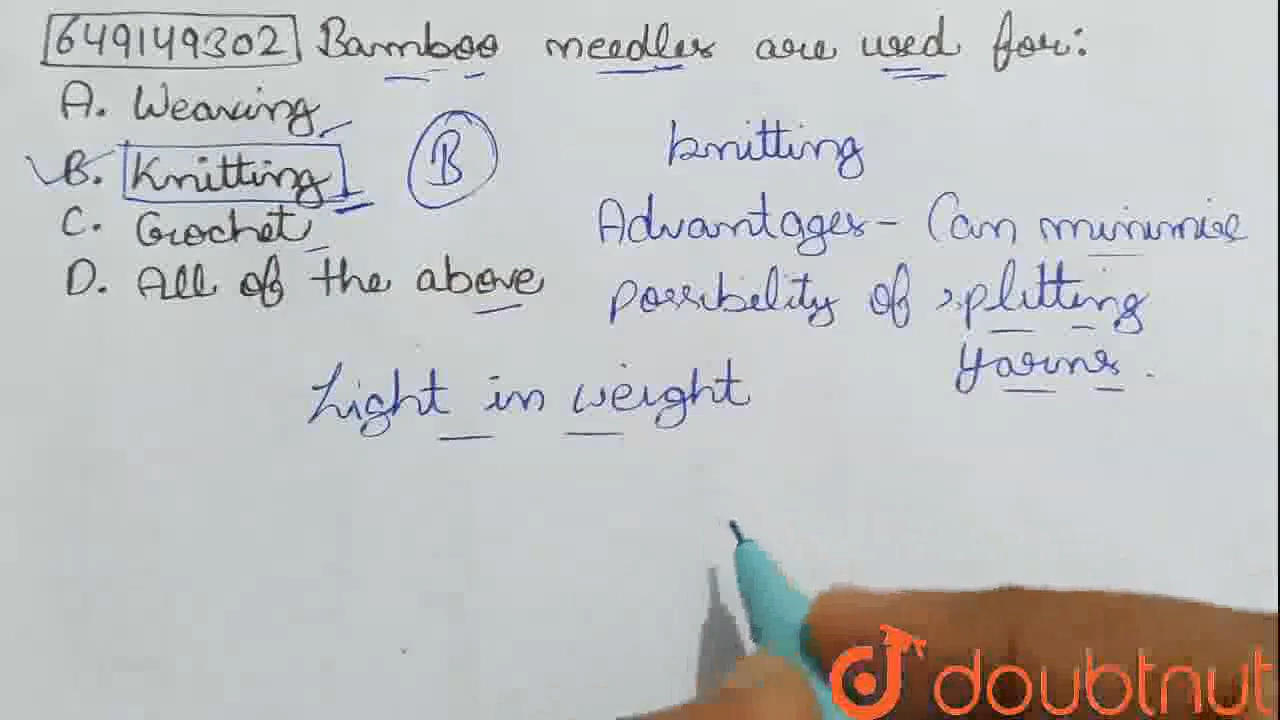 649149302 Bamboo needles are used for:
A. Weaving
B. Knitting
C. Crochet
D. All of the above
B
knitting
Advantages - Can minimise
possibility of splitting
yarns.
Light in weight
doubtnut